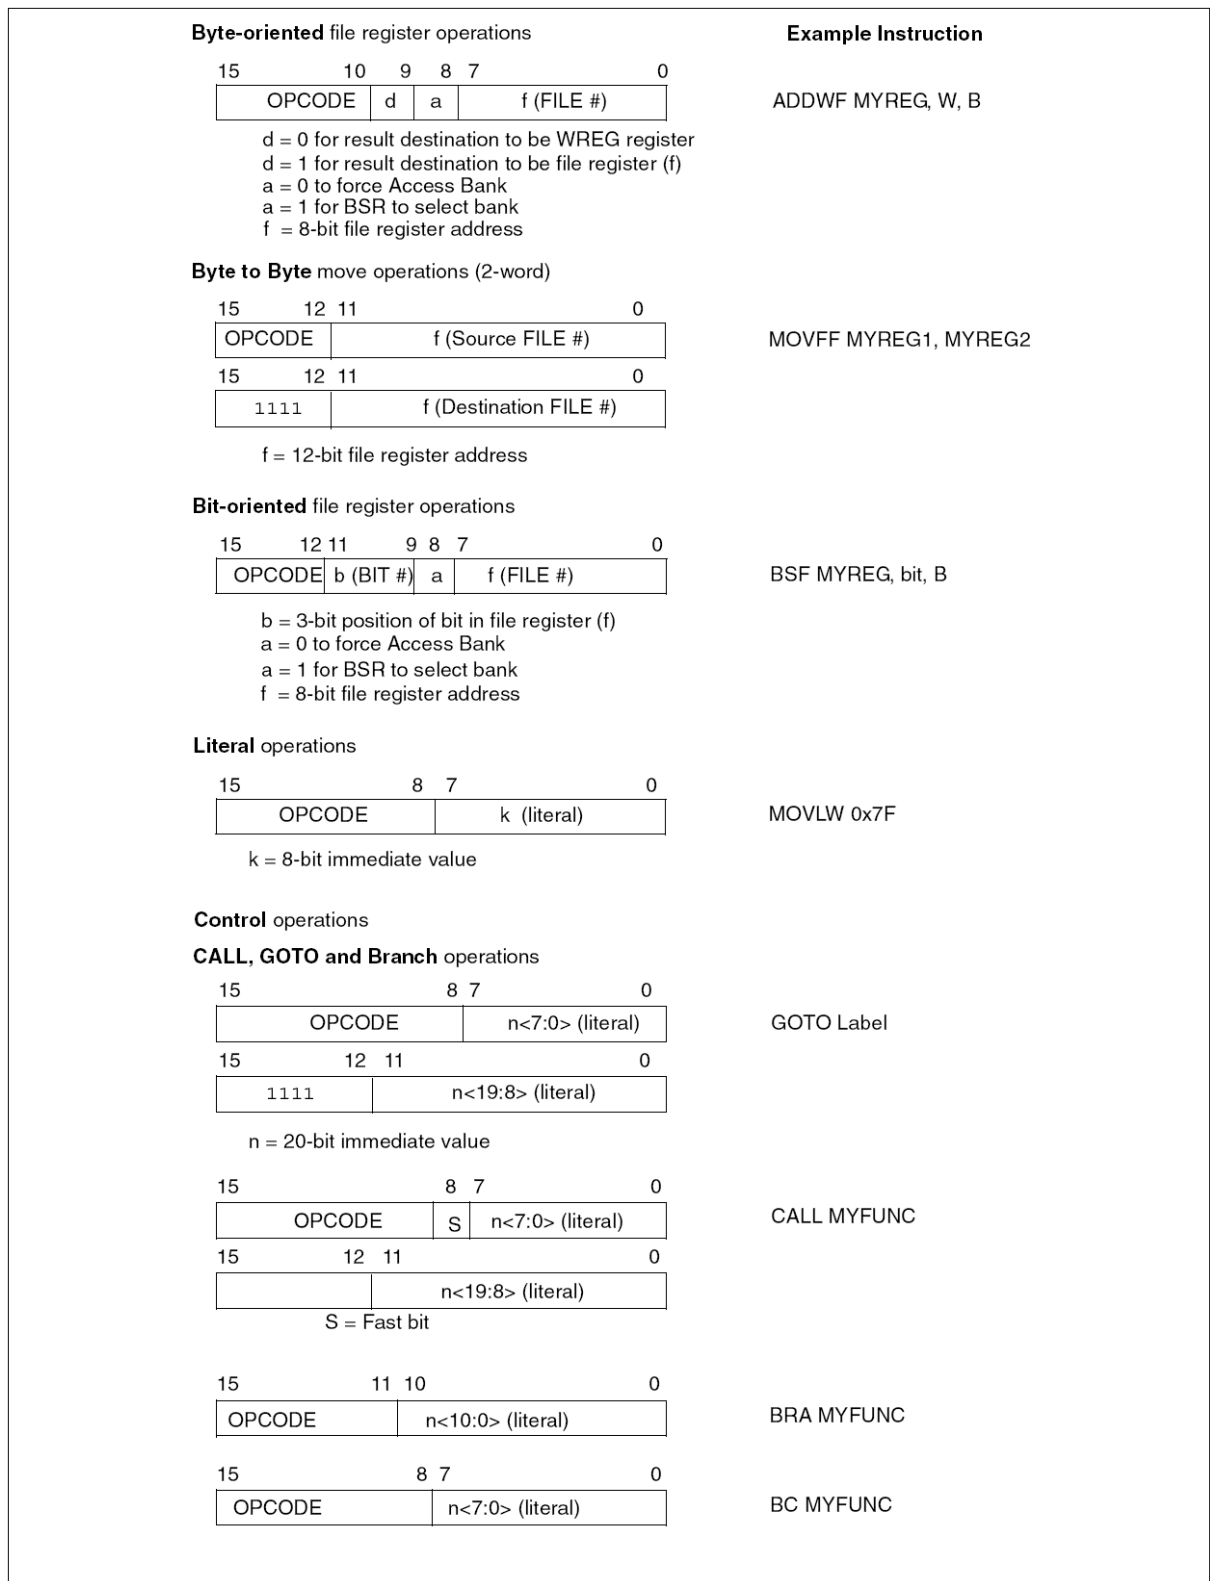 Byte-oriented file register operations Example Instruction
15 10 9 8 7 0
OPCODE d a f (FILE #) ADDWF MYREG, W, B
d = 0 for result destination to be WREG register
d = 1 for result destination to be file register (f)
a = 0 to force Access Bank
a = 1 for BSR to select bank
f = 8-bit file register address
Byte to Byte move operations (2-word)
15 12 11 0
OPCODE f (Source FILE #) MOVFF MYREG1, MYREG2
15 12 11 0
1111 f (Destination FILE #)
f = 12-bit file register address
Bit-oriented file register operations
15 12 11 9 8 7 0
OPCODE b (BIT #) a f (FILE #) BSF MYREG, bit, B
b = 3-bit position of bit in file register (f)
a = 0 to force Access Bank
a = 1 for BSR to select bank
f = 8-bit file register address
Literal operations
15 8 7 0
OPCODE k (literal) MOVLW 0x7F
k = 8-bit immediate value
Control operations
CALL, GOTO and Branch operations
15 8 7 0
OPCODE n<7:0> (literal) GOTO Label
15 12 11 0
1111 n<19:8> (literal)
n = 20-bit immediate value
15 8 7 0
OPCODE S n<7:0> (literal) CALL MYFUNC
15 12 11 0
n<19:8> (literal)
S = Fast bit
15 11 10 0
OPCODE n<10:0> (literal) BRA MYFUNC
15 8 7 0
OPCODE n<7:0> (literal) BC MYFUNC